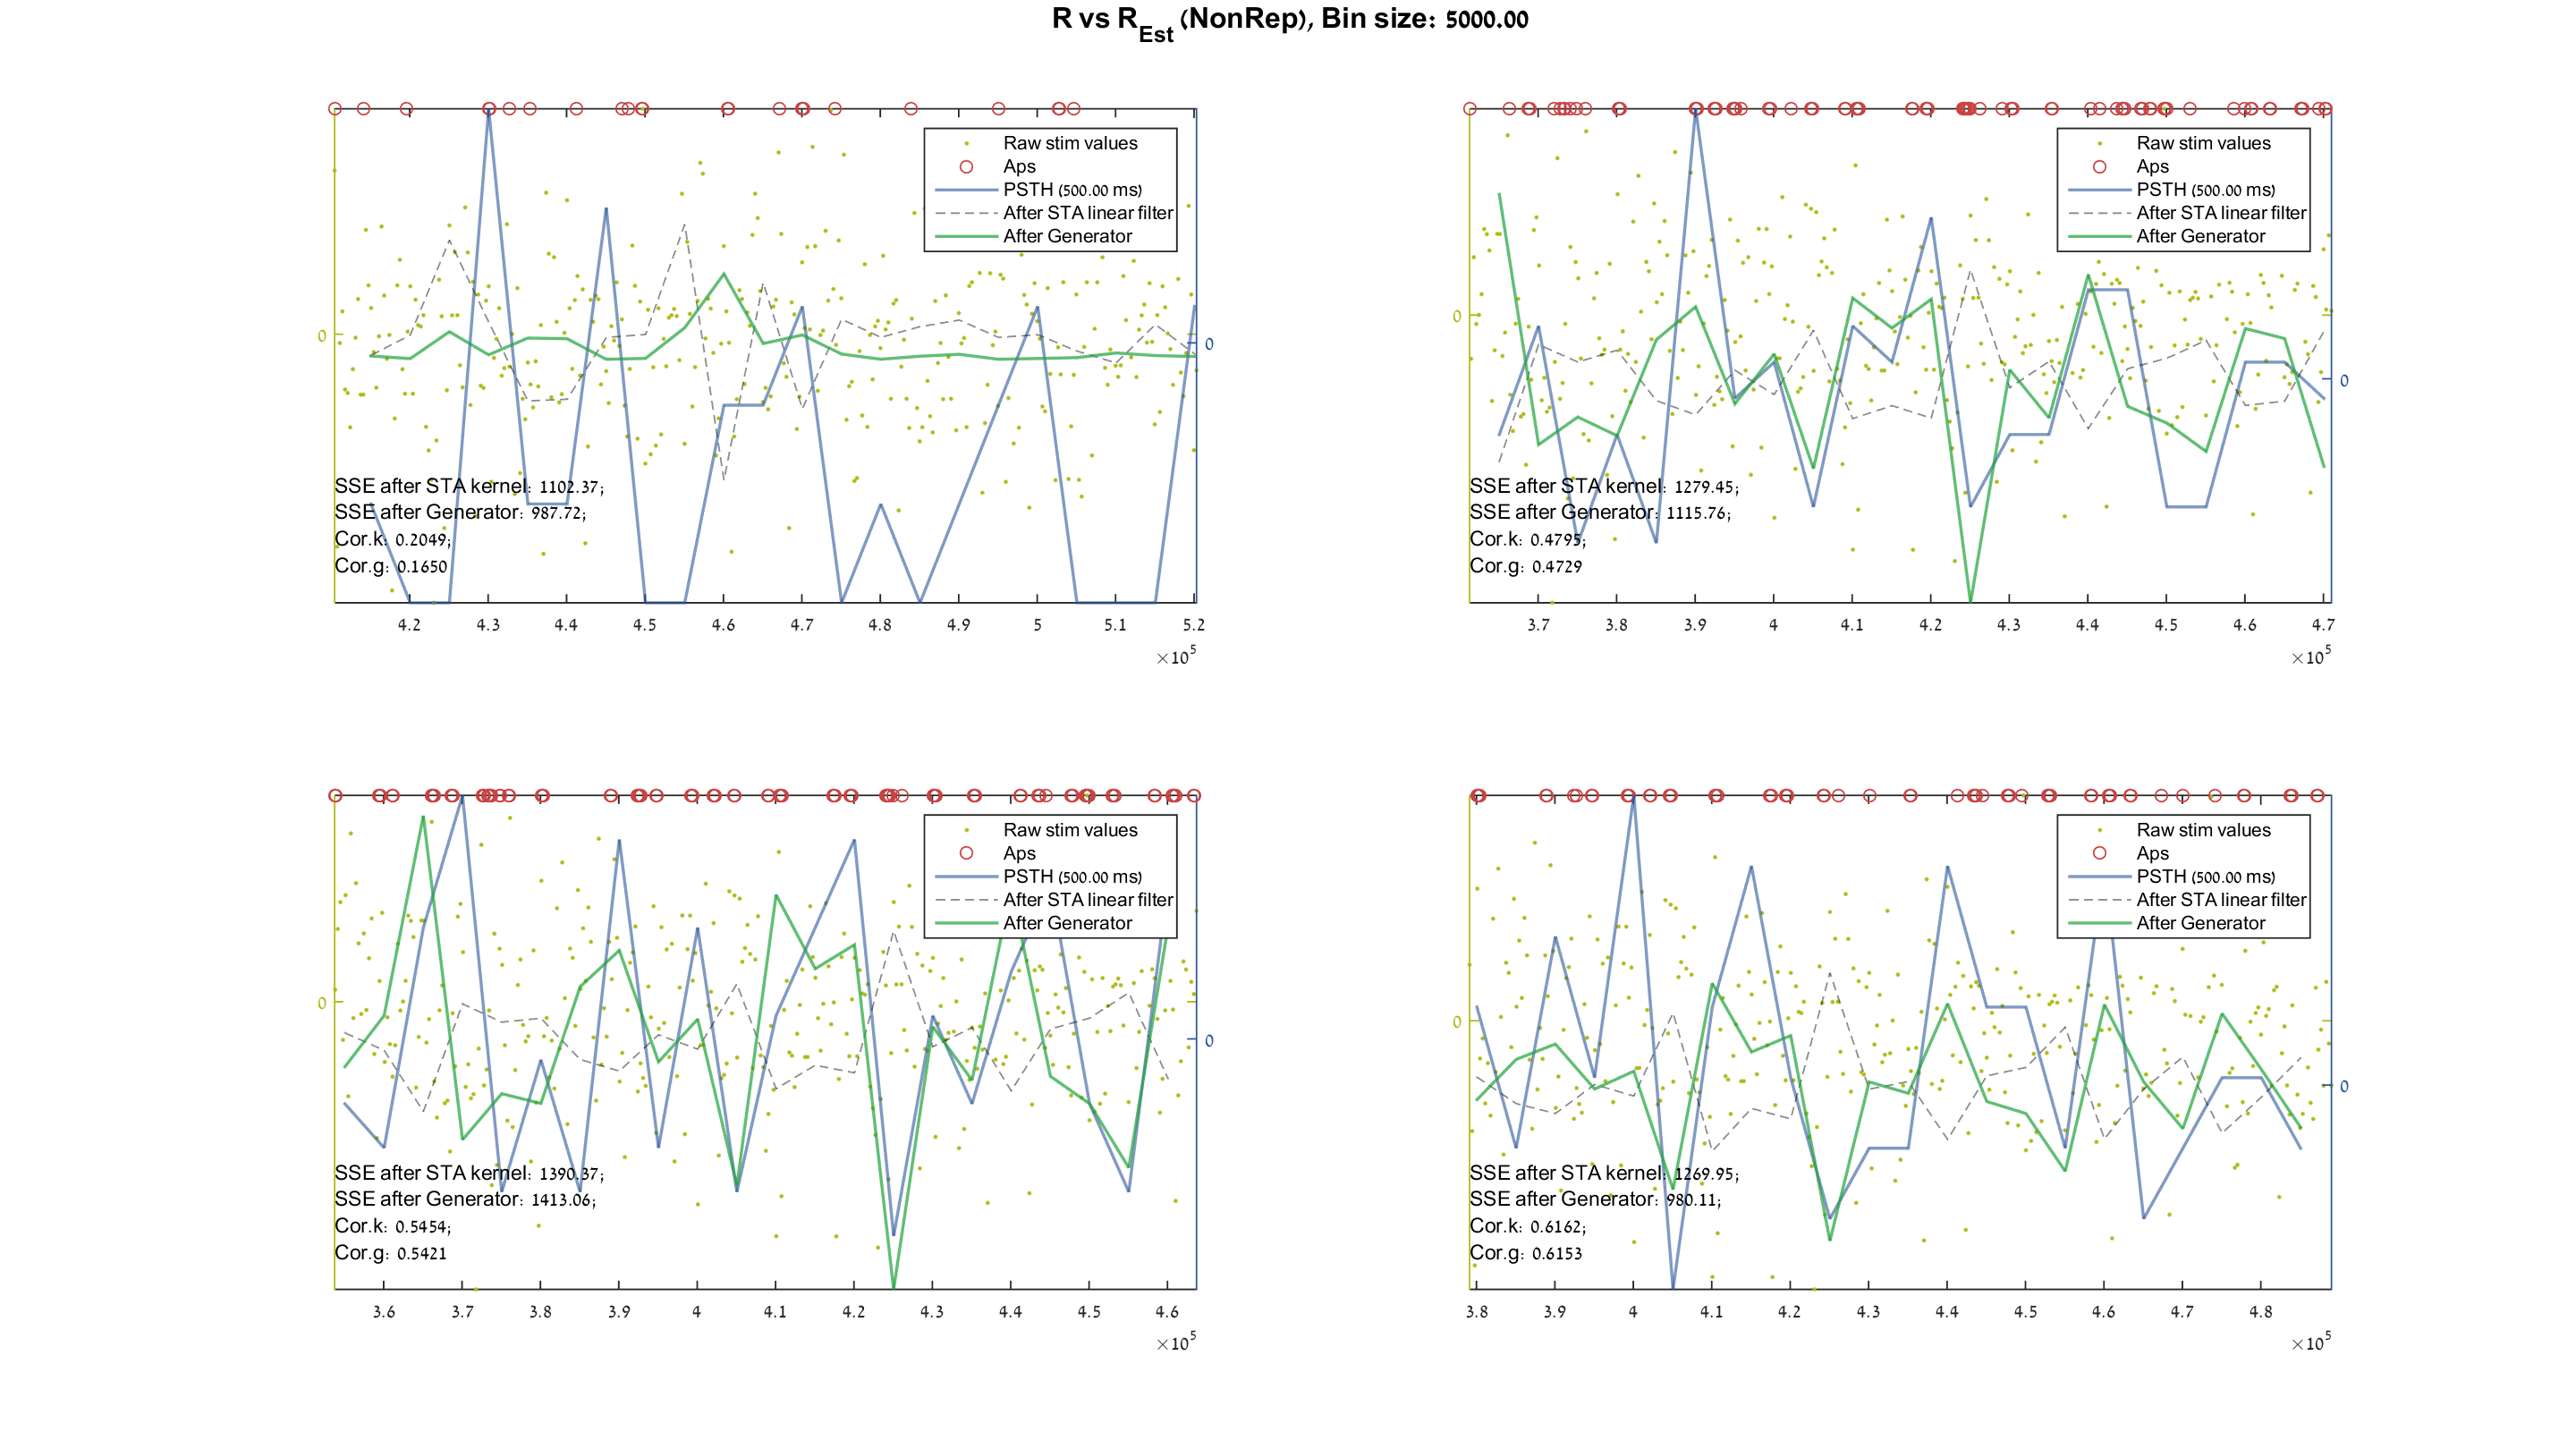 R vs R_Est (NonRep), Bin size: 5000.00
Raw stim values
Aps
PSTH (500.00 ms)
After STA linear filter
After Generator
0
0
SSE after STA kernel: 1102.37;
SSE after Generator: 987.72;
Cor.k: 0.2049;
Cor.g: 0.1650
4.2 4.3 4.4 4.5 4.6 4.7 4.8 4.9 5 5.1 5.2
×10^5
Raw stim values
Aps
PSTH (500.00 ms)
After STA linear filter
After Generator
0
0
SSE after STA kernel: 1279.45;
SSE after Generator: 1115.76;
Cor.k: 0.4795;
Cor.g: 0.4729
3.7 3.8 3.9 4 4.1 4.2 4.3 4.4 4.5 4.6 4.7
×10^5
Raw stim values
Aps
PSTH (500.00 ms)
After STA linear filter
After Generator
0
0
SSE after STA kernel: 1390.37;
SSE after Generator: 1413.06;
Cor.k: 0.5454;
Cor.g: 0.5421
3.6 3.7 3.8 3.9 4 4.1 4.2 4.3 4.4 4.5 4.6
×10^5
Raw stim values
Aps
PSTH (500.00 ms)
After STA linear filter
After Generator
0
0
SSE after STA kernel: 1269.95;
SSE after Generator: 980.11;
Cor.k: 0.6162;
Cor.g: 0.6153
3.8 3.9 4 4.1 4.2 4.3 4.4 4.5 4.6 4.7 4.8
×10^5